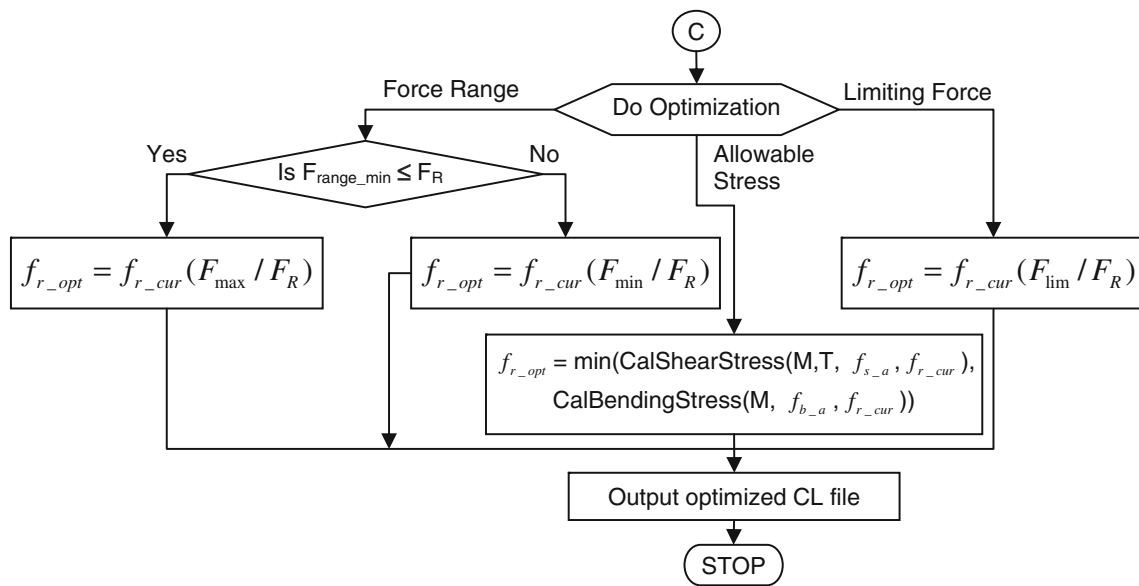 C
Do Optimization
Force Range
Limiting Force
Allowable
Stress
Yes
Is F_range_min ≤ F_R
No
f_r_opt = f_r_cur (F_max / F_R)
f_r_opt = f_r_cur (F_min / F_R)
f_r_opt = f_r_cur (F_lim / F_R)
f_r_opt = min(CalShearStress(M,T, f_s_a , f_r_cur ),
CalBendingStress(M, f_b_a , f_r_cur ))
Output optimized CL file
STOP